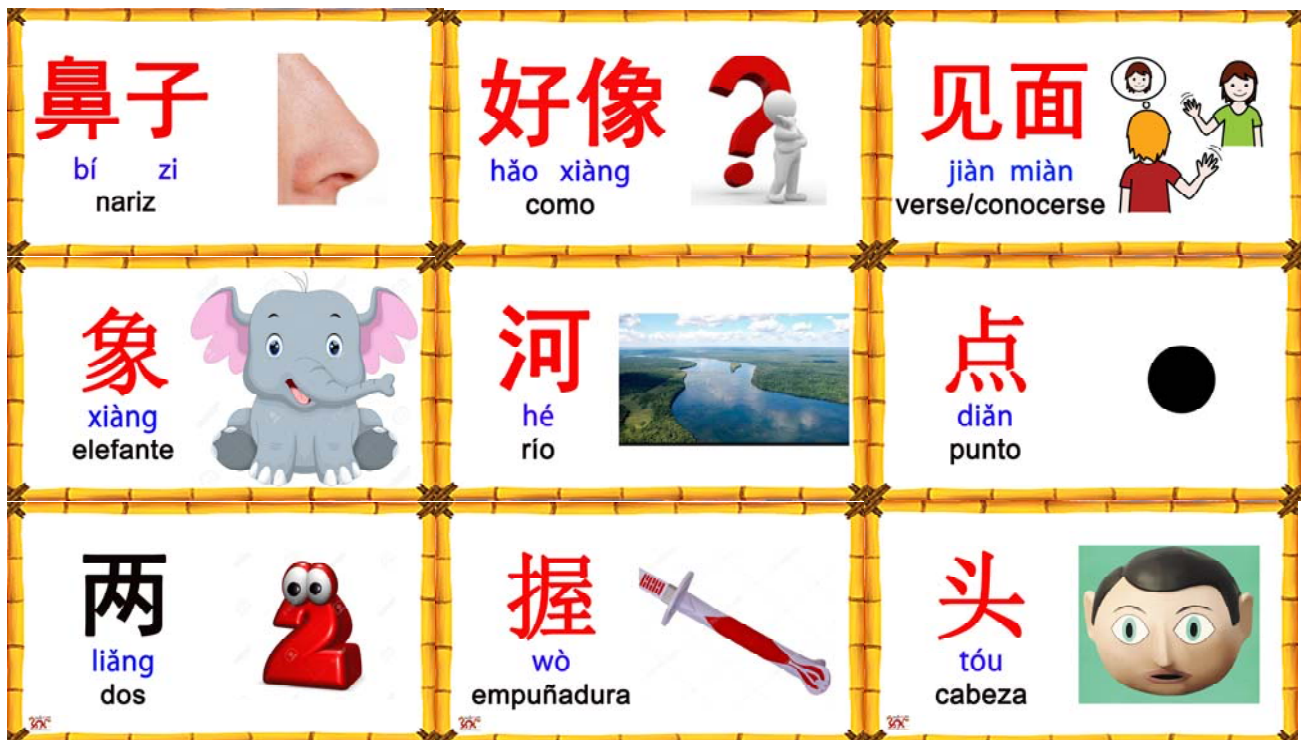 鼻子
bí zi
nariz
好像
hǎo xiàng
como
见面
jiàn miàn
verse/conocerse
象
xiàng
elefante
河
hé
río
点
diǎn
punto
两
liǎng
dos
握
wò
empuñadura
头
tóu
cabeza